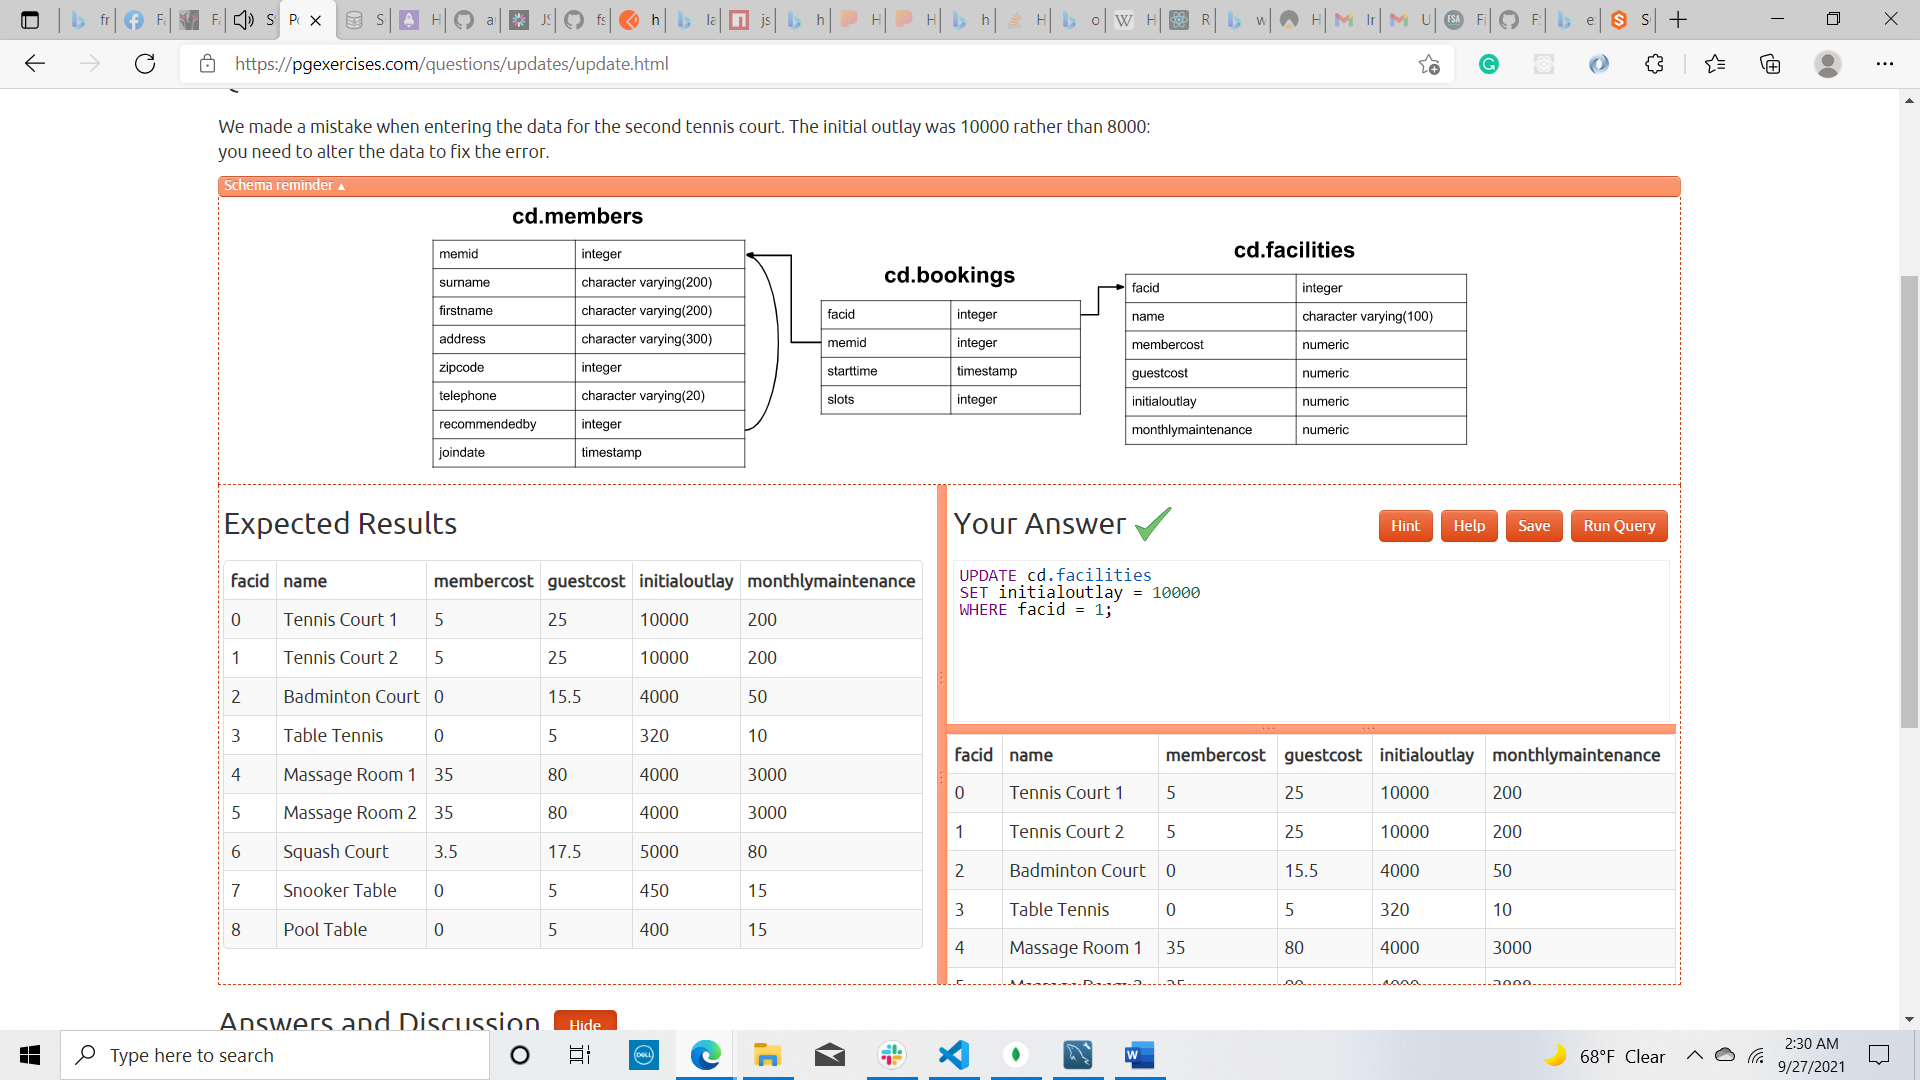 https://pgexercises.com/questions/updates/update.html
We made a mistake when entering the data for the second tennis court. The initial outlay was 10000 rather than 8000:
you need to alter the data to fix the error.
Schema reminder ▴
cd.members
memid integer
surname character varying(200)
firstname character varying(200)
address character varying(300)
zipcode integer
telephone character varying(20)
recommendedby integer
joindate timestamp
cd.bookings
facid integer
memid integer
starttime timestamp
slots integer
cd.facilities
facid integer
name character varying(100)
membercost numeric
guestcost numeric
initialoutlay numeric
monthlymaintenance numeric
Expected Results
facid name membercost guestcost initialoutlay monthlymaintenance
0 Tennis Court 1 5 25 10000 200
1 Tennis Court 2 5 25 10000 200
2 Badminton Court 0 15.5 4000 50
3 Table Tennis 0 5 320 10
4 Massage Room 1 35 80 4000 3000
5 Massage Room 2 35 80 4000 3000
6 Squash Court 3.5 17.5 5000 80
7 Snooker Table 0 5 450 15
8 Pool Table 0 5 400 15
Your Answer
Hint Help Save Run Query
UPDATE cd.facilities
SET initialoutlay = 10000
WHERE facid = 1;
facid name membercost guestcost initialoutlay monthlymaintenance
0 Tennis Court 1 5 25 10000 200
1 Tennis Court 2 5 25 10000 200
2 Badminton Court 0 15.5 4000 50
3 Table Tennis 0 5 320 10
4 Massage Room 1 35 80 4000 3000
Answers and Discussion Hide
Type here to search
DELL
68°F Clear
2:30 AM
9/27/2021